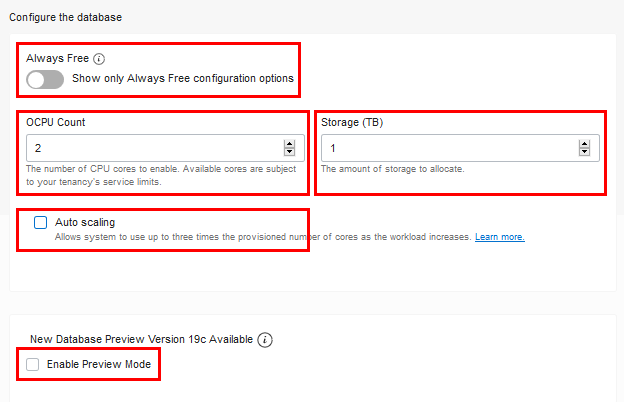 Configure the database
Always Free
Show only Always Free configuration options
OCPU Count
Storage (TB)
2
1
The number of CPU cores to enable. Available cores are subject
to your tenancy's service limits.
The amount of storage to allocate.
Auto scaling
Allows system to use up to three times the provisioned number of cores as the workload increases. Learn more.
New Database Preview Version 19c Available
Enable Preview Mode